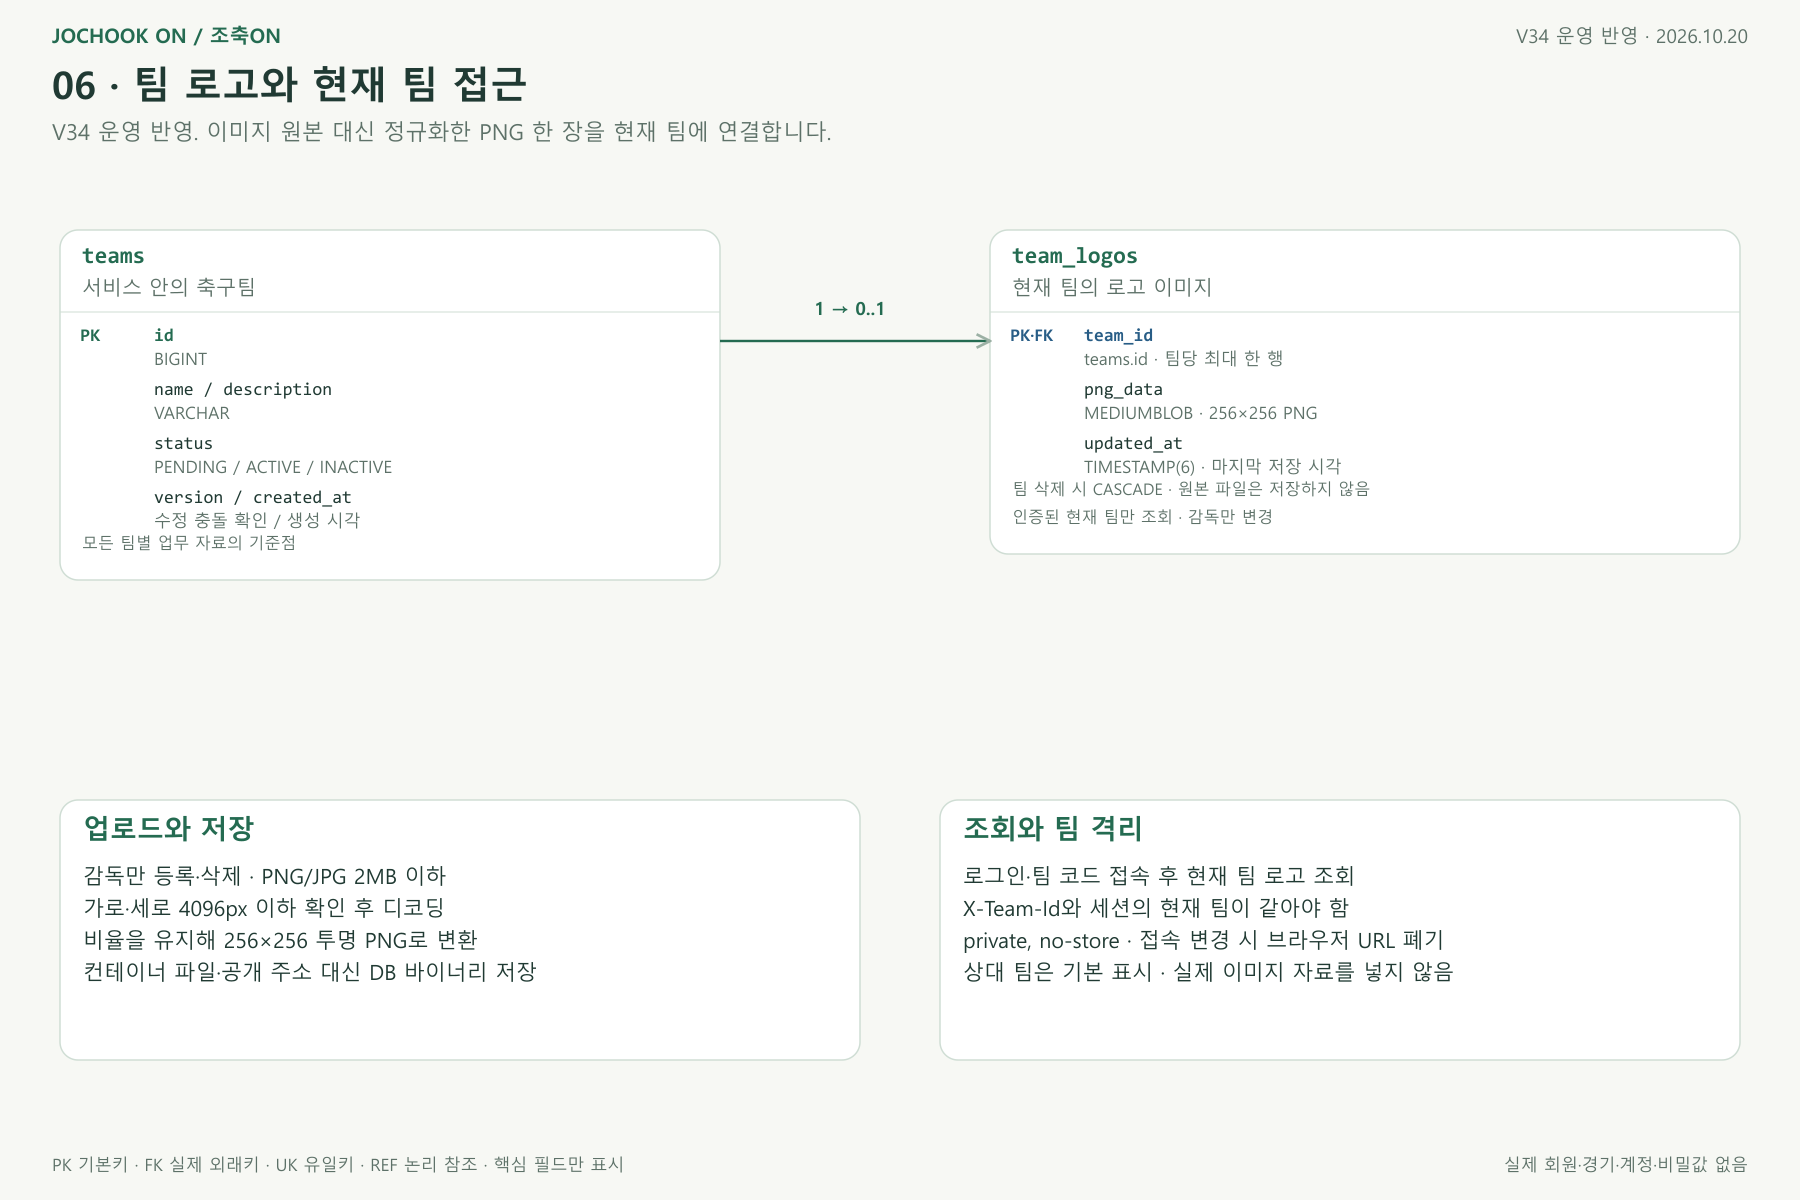 JOCHOOK ON / 조축ON
V34 운영 반영 · 2026.10.20
06 · 팀 로고와 현재 팀 접근
V34 운영 반영. 이미지 원본 대신 정규화한 PNG 한 장을 현재 팀에 연결합니다.
teams
서비스 안의 축구팀
PK id
BIGINT
name / description
VARCHAR
status
PENDING / ACTIVE / INACTIVE
version / created_at
수정 충돌 확인 / 생성 시각
모든 팀별 업무 자료의 기준점
1 → 0..1
team_logos
현재 팀의 로고 이미지
PK·FK team_id
teams.id · 팀당 최대 한 행
png_data
MEDIUMBLOB · 256×256 PNG
updated_at
TIMESTAMP(6) · 마지막 저장 시각
팀 삭제 시 CASCADE · 원본 파일은 저장하지 않음
인증된 현재 팀만 조회 · 감독만 변경
업로드와 저장
감독만 등록·삭제 · PNG/JPG 2MB 이하
가로·세로 4096px 이하 확인 후 디코딩
비율을 유지해 256×256 투명 PNG로 변환
컨테이너 파일·공개 주소 대신 DB 바이너리 저장
조회와 팀 격리
로그인·팀 코드 접속 후 현재 팀 로고 조회
X-Team-Id와 세션의 현재 팀이 같아야 함
private, no-store · 접속 변경 시 브라우저 URL 폐기
상대 팀은 기본 표시 · 실제 이미지 자료를 넣지 않음
PK 기본키 · FK 실제 외래키 · UK 유일키 · REF 논리 참조 · 핵심 필드만 표시
실제 회원·경기·계정·비밀값 없음